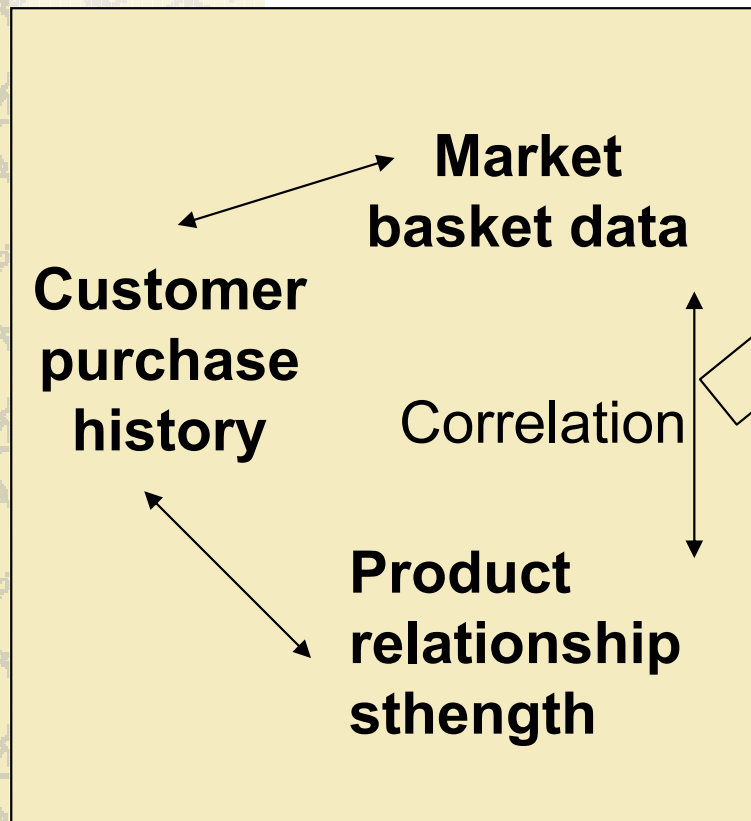 Market
basket data
Customer
purchase
history
Correlation
Product
relationship
sthength